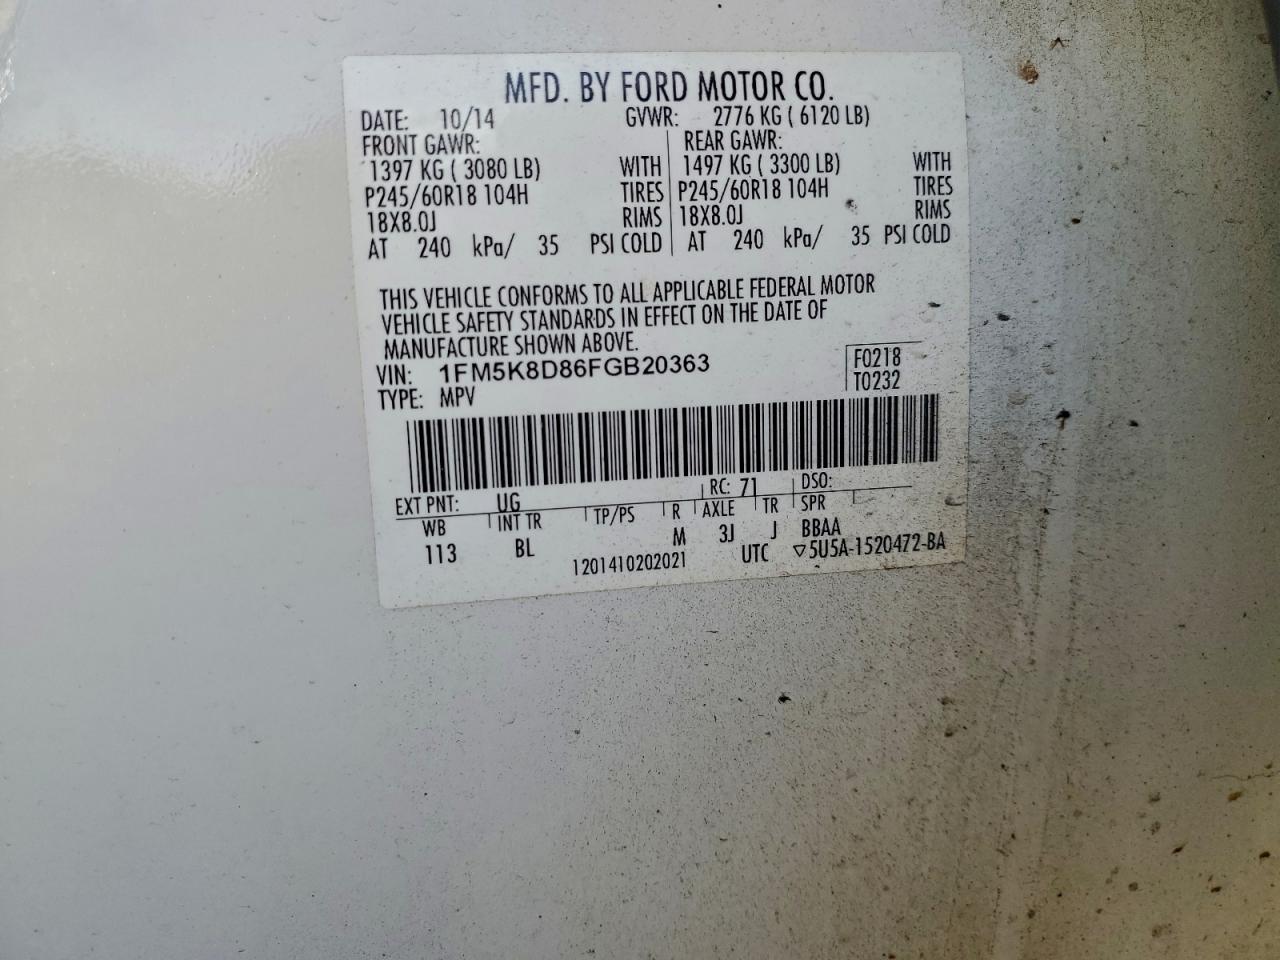 MFD. BY FORD MOTOR CO.
DATE: 10/14 GVWR: 2776 KG ( 6120 LB)
FRONT GAWR: REAR GAWR:
1397 KG ( 3080 LB) WITH 1497 KG ( 3300 LB) WITH
P245/60R18 104H TIRES P245/60R18 104H TIRES
18X8.0J RIMS 18X8.0J RIMS
AT 240 kPa/ 35 PSI COLD AT 240 kPa/ 35 PSI COLD
THIS VEHICLE CONFORMS TO ALL APPLICABLE FEDERAL MOTOR
VEHICLE SAFETY STANDARDS IN EFFECT ON THE DATE OF
MANUFACTURE SHOWN ABOVE.
VIN: 1FM5K8D86FGB20363 F0218
TYPE: MPV T0232
EXT PNT: UG RC: 71 DSO:
WB INT TR TP/PS R AXLE TR SPR
113 BL M 3J J BBAA
1201410202021 UTC ▽5U5A-1520472-BA